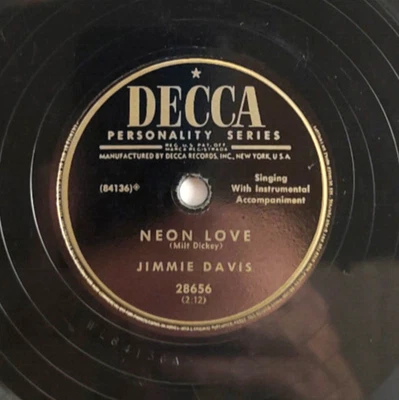 ★
DECCA
PERSONALITY SERIES
REG. U.S. PAT. OFF.
MARCA REGISTRADA
MANUFACTURED BY DECCA RECORDS, INC., NEW YORK, U.S.A.
(84136)
Singing
With Instrumental
Accompaniment
NEON LOVE
(Milt Dickey)
JIMMIE DAVIS
28656
(2:12)